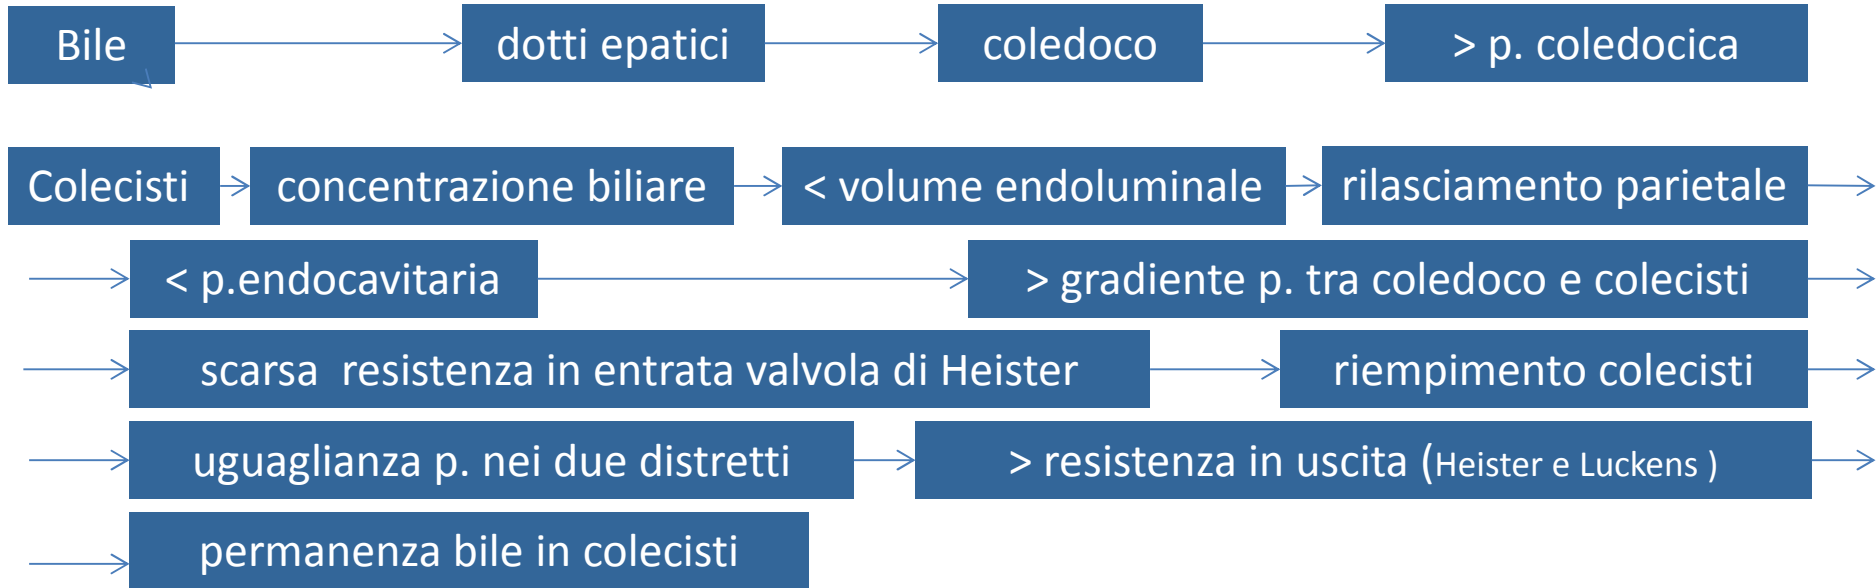 Bile dotti epatici coledoco > p. coledocica
Colecisti concentrazione biliare < volume endoluminale rilasciamento parietale
< p.endocavitaria > gradiente p. tra coledoco e colecisti
scarsa resistenza in entrata valvola di Heister riempimento colecisti
uguaglianza p. nei due distretti > resistenza in uscita (Heister e Luckens )
permanenza bile in colecisti